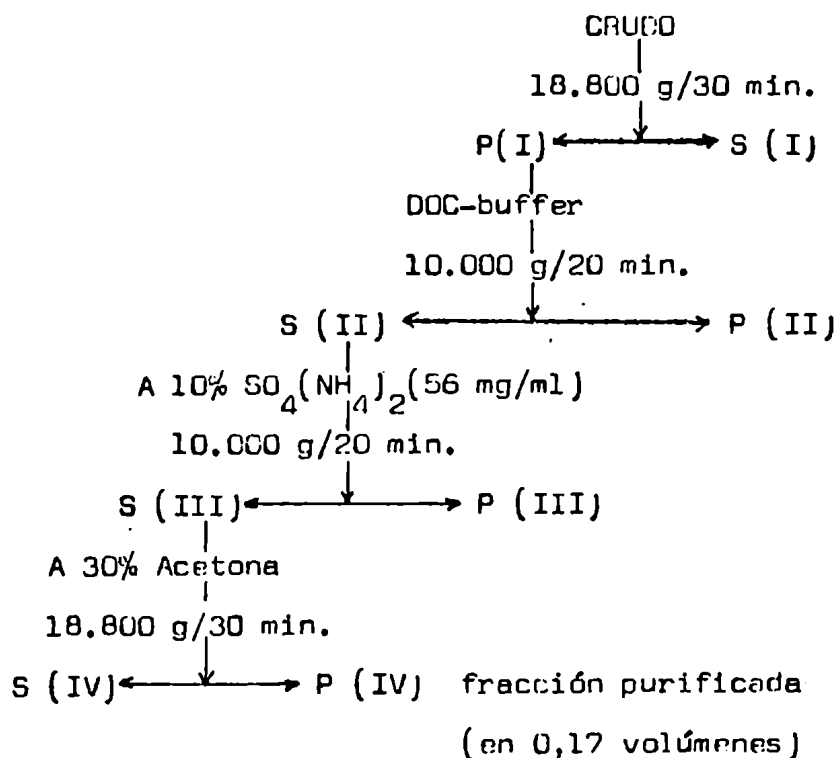 CRUDO
18.800 g/30 min.
P(I) S (I)
DOC-buffer
10.000 g/20 min.
S (II) P (II)
A 10% SO4(NH4)2(56 mg/ml)
10.000 g/20 min.
S (III) P (III)
A 30% Acetona
18.800 g/30 min.
S (IV) P (IV) fracción purificada
(en 0,17 volúmenes)